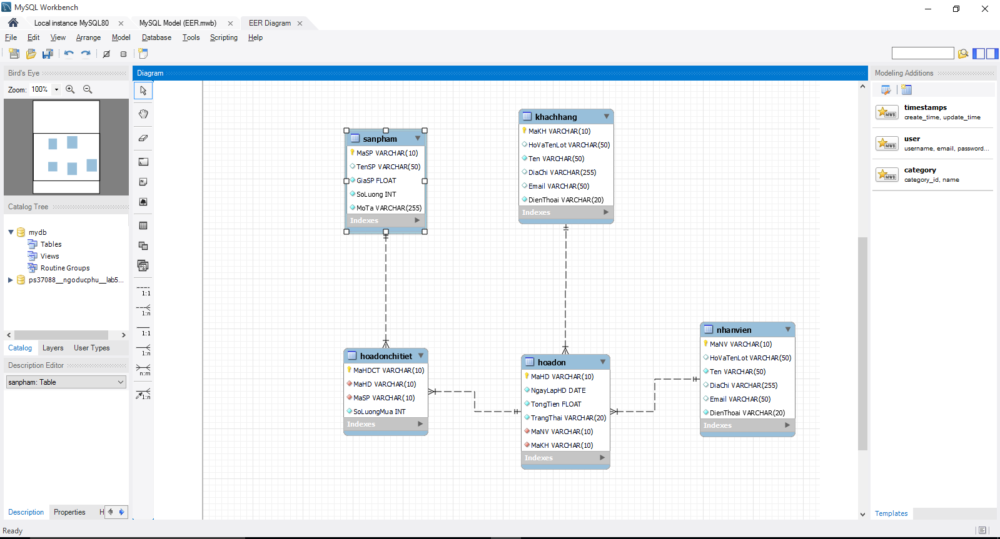 MySQL Workbench
Local instance MySQL80
MySQL Model (EER.mwb)
EER Diagram
File Edit View Arrange Model Database Tools Scripting Help
Bird's Eye
Zoom: 100%
Catalog Tree
mydb
Tables
Views
Routine Groups
ps37088__ngoducphu__lab5...
Catalog Layers User Types
Description Editor
sanpham: Table
Description Properties H
Ready
Diagram
1:1
1:n
1:1
1:n
n:m
1:n
sanpham
MaSP VARCHAR(10)
TenSP VARCHAR(50)
GiaSP FLOAT
SoLuong INT
MoTa VARCHAR(255)
Indexes
khachhang
MaKH VARCHAR(10)
HoVaTenLot VARCHAR(50)
Ten VARCHAR(50)
DiaChi VARCHAR(255)
Email VARCHAR(50)
DienThoai VARCHAR(20)
Indexes
hoadonchitiet
MaHDCT VARCHAR(10)
MaHD VARCHAR(10)
MaSP VARCHAR(10)
SoLuongMua INT
Indexes
hoadon
MaHD VARCHAR(10)
NgayLapHD DATE
TongTien FLOAT
TrangThai VARCHAR(20)
MaNV VARCHAR(10)
MaKH VARCHAR(10)
Indexes
nhanvien
MaNV VARCHAR(10)
HoVaTenLot VARCHAR(50)
Ten VARCHAR(50)
DiaChi VARCHAR(255)
Email VARCHAR(50)
DienThoai VARCHAR(20)
Indexes
Modeling Additions
MWB
timestamps
create_time, update_time
MWB
user
username, email, password...
MWB
category
category_id, name
Templates